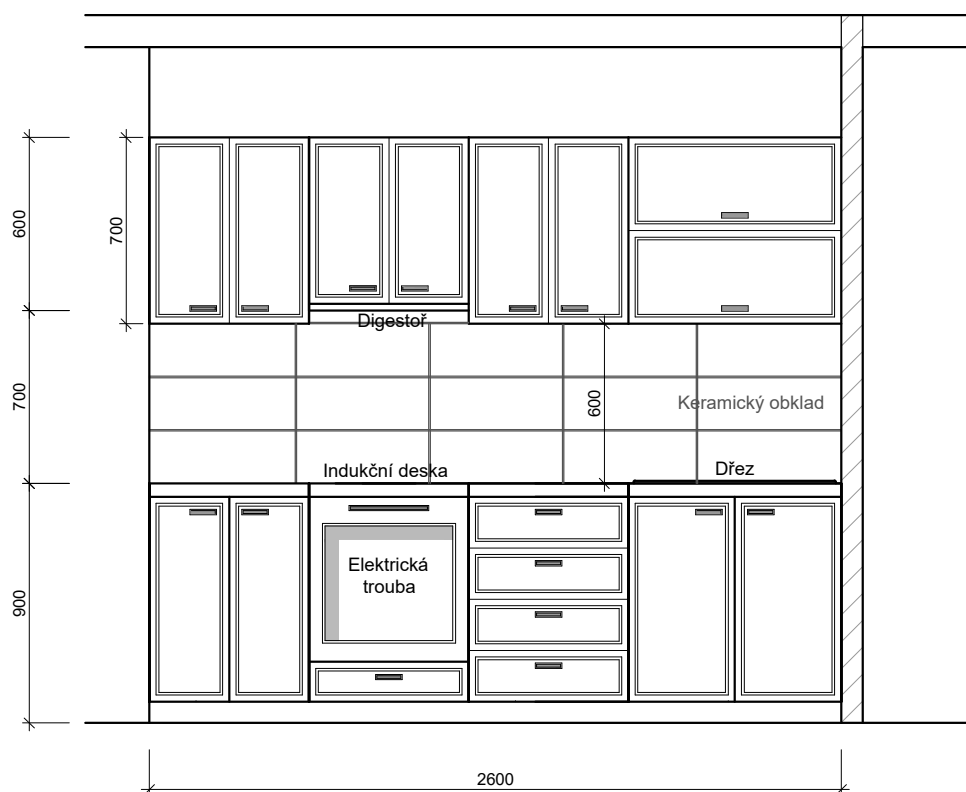 600
700
Digestoř
700
600
Keramický obklad
Indukční deska
Dřez
Elektrická
trouba
900
2600